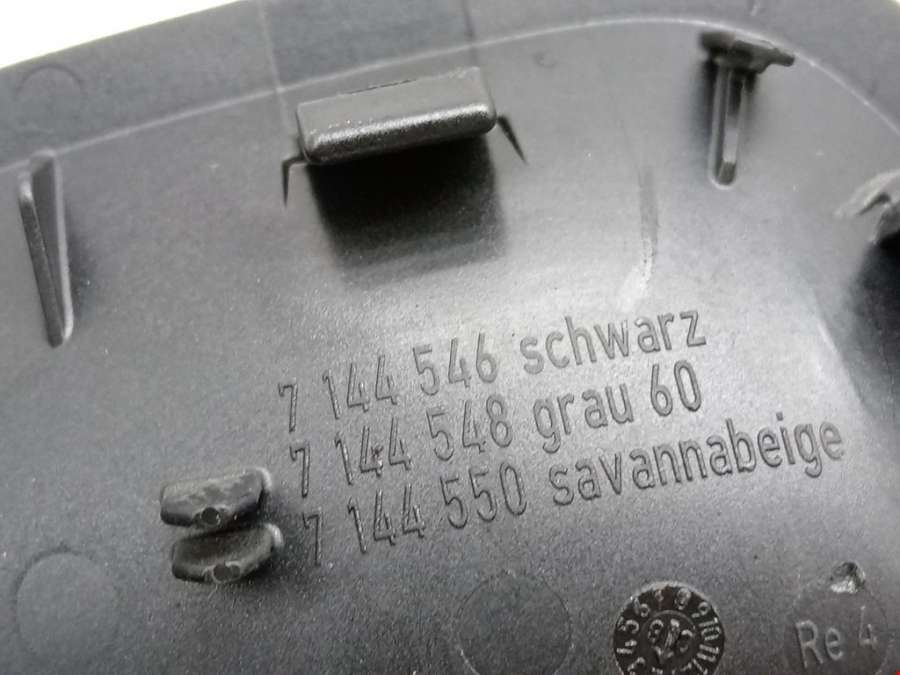 7 144 546 schwarz
7 144 548 grau 60
7 144 550 savannabeige
Re 4